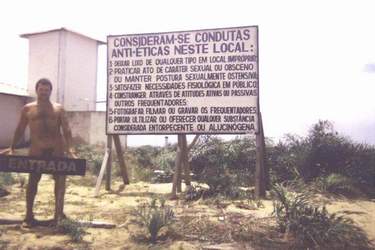 CONSIDERAM-SE CONDUTAS
ANTI-ETICAS NESTE LOCAL:
1-DEIXAR LIXO DE QUALQUER TIPO EM LOCAL IMPRÓPRIO
2-PRATICAR ATO DE CARÁTER SEXUAL OU OBSCENO
OU MANTER POSTURA SEXUALMENTE OSTENSIVA
3-SATISFAZER NECESSIDADES FISIOLÓGICA EM PÚBLICO
4-CONSTRANGER ATRAVÉS DE ATITUDES ATIVAS OU PASSIVAS
OUTROS FREQUENTADORES
5-FOTOGRAFAR FILMAR OU GRAVAR OS FREQUENTADORES
6-PORTAR UTILIZAR OU OFERECER QUALQUER SUBSTÂNCIA
CONSIDERADA ENTORPECENTE OU ALUCINÓGENA
ENTRADA